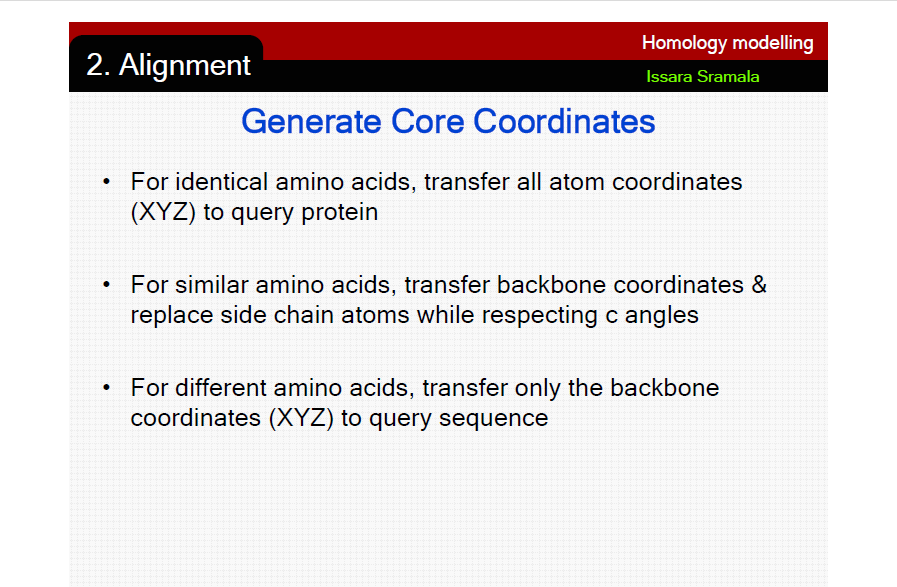 Homology modelling
2. Alignment
Issara Sramala
Generate Core Coordinates
• For identical amino acids, transfer all atom coordinates
(XYZ) to query protein
• For similar amino acids, transfer backbone coordinates &
replace side chain atoms while respecting c angles
• For different amino acids, transfer only the backbone
coordinates (XYZ) to query sequence